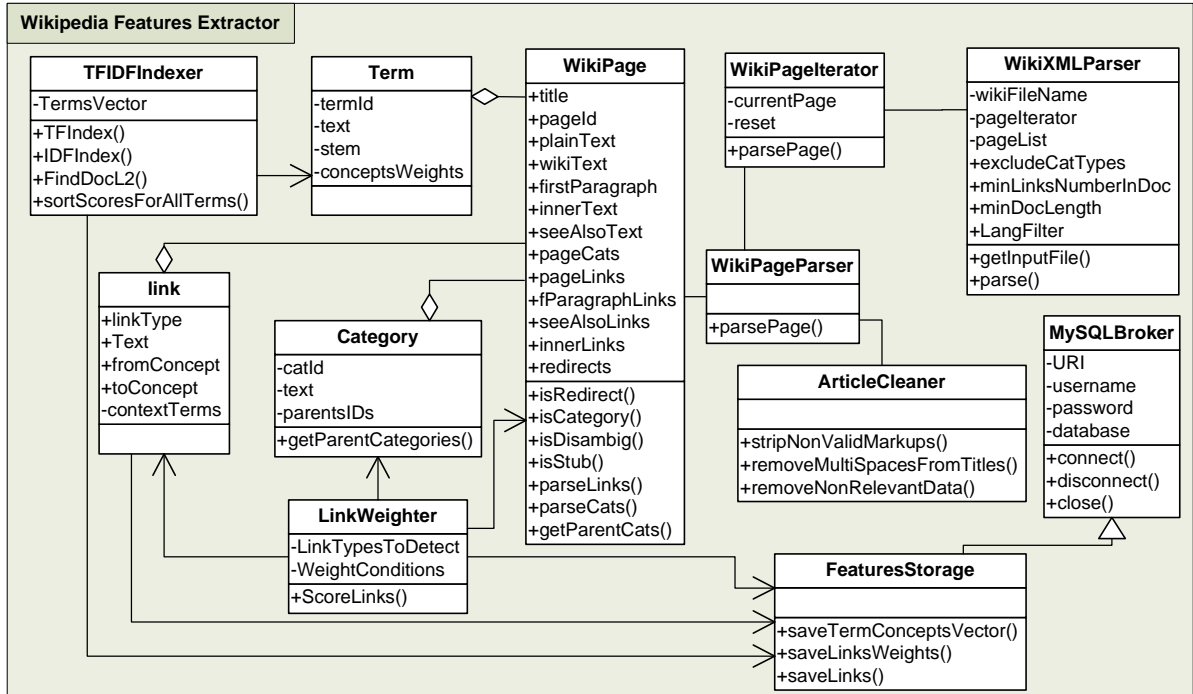 Wikipedia Features Extractor
TFIDFIndexer
-TermsVector
+TFIndex()
+IDFIndex()
+FindDocL2()
+sortScoresForAllTerms()
Term
-termId
-text
-stem
-conceptsWeights
WikiPage
+title
+pageId
+plainText
+wikiText
+firstParagraph
+innerText
+seeAlsoText
+pageCats
+pageLinks
+fParagraphLinks
+seeAlsoLinks
+innerLinks
+redirects
+isRedirect()
+isCategory()
+isDisambig()
+isStub()
+parseLinks()
+parseCats()
+getParentCats()
WikiPageIterator
-currentPage
-reset
+parsePage()
WikiXMLParser
-wikiFileName
-pageIterator
-pageList
+excludeCatTypes
+minLinksNumberInDoc
+minDocLength
+LangFilter
+getInputFile()
+parse()
link
+linkType
+Text
+fromConcept
+toConcept
-contextTerms
Category
-catId
-text
-parentsIDs
+getParentCategories()
WikiPageParser
+parsePage()
ArticleCleaner
+stripNonValidMarkups()
+removeMultiSpacesFromTitles()
+removeNonRelevantData()
MySQLBroker
-URI
-username
-password
-database
+connect()
+disconnect()
+close()
LinkWeighter
-LinkTypesToDetect
-WeightConditions
+ScoreLinks()
FeaturesStorage
+saveTermConceptsVector()
+saveLinksWeights()
+saveLinks()